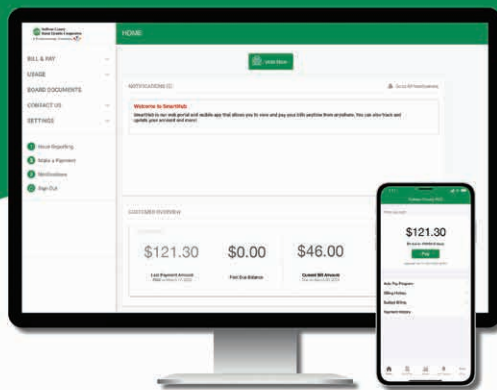 HOME
BILL & PAY
USAGE
BOARD DOCUMENTS
CONTACT US
SETTINGS
Make a Payment
Notifications
Sign Out
NOTIFICATIONS
Welcome to SmartHub
SmartHub is our web portal and mobile app that allows you to view and pay your bills anytime from anywhere. You can also track and
update your account and more!
CUSTOMER OVERVIEW
$121.30
Last Payment Amount
$0.00
Past Due Balance
$46.00
Current Bill Amount
$121.30
Pay
Auto Pay Program
Billing History
Budget Billing
Payment History